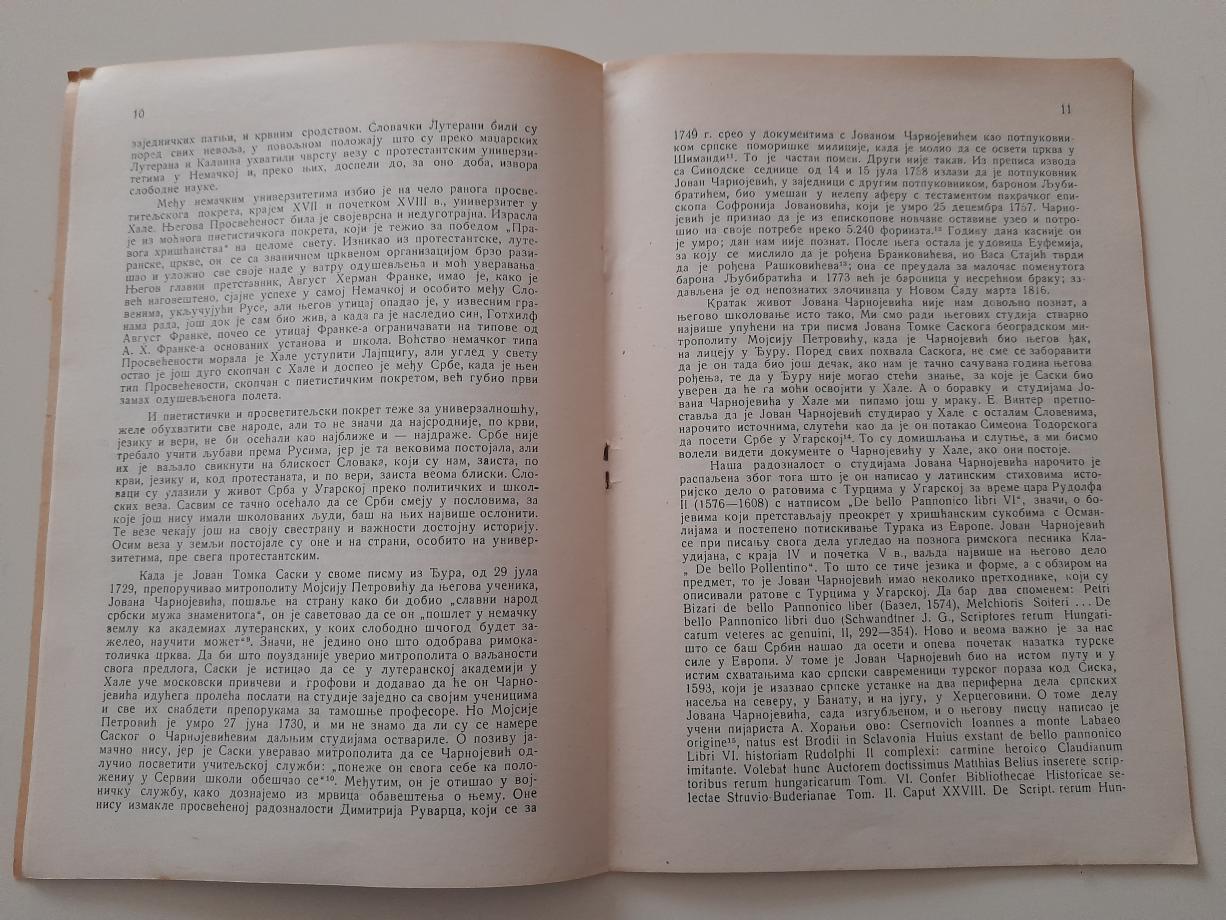 10
заједничких патњи, и крвним сродством. Словачки Лутерани били су
поред свих невоља, у повољном положају што су преко мађарских
Лутерана и Калвина ухватили чврсту везу с протестантским универзи-
тетима у Немачкој и, преко њих, доспели до, за оно доба, извора
слободне науке.
Међу немачким универзитетима избио је на чело раног просве-
титељског покрета, крајем XVII и почетком XVIII в., универзитет у
Хале. Његова Просвећеност била је својеврсна и недуготрајна. Израсла
је из моћнога пиетистичкога покрета, који је тежио за победом „Пра-
вога хришћанства" на целоме свету. Изникао из протестантске, луте-
ранске, цркве, он се са званичном црквеном организацијом брзо рази-
шао и уложио све своје наде у ватру одушевљења и моћ уверавања.
Његов главни претставник, Август Херман Франке, имао је, као је
већ наговештено, сјајне успехе у самој Немачкој и особито међу Сло-
венима, укључујући Русе, али његов утицај опадао је, у извесним гра-
нама рада, још док је сам био жив, а када га је наследио син, Готхилф
Август Франке, почео се утицај Франке-а ограничавати на типове од
А. Х. Франке-а основаних установа и школа. Воћство немачког типа
Просвећености морала је Хале уступити Лајпцигу, али углед у свету
остао је још дуго скопчан с Хале и доспео је међу Србе, када је њен
тип Просвећености, скопчан с пиетистичким покретом, већ губио први
замах одушевљенога полета.
И пиетистички и просветитељски покрет теже за универзалношћу,
желе обухватити све народе, али то не значи да најсродније, по крви,
језику и вери, не би осећали као најближе и — најдраже. Србе није
требало учити љубави према Русима, јер је та вековима постојала, али
их је ваљало свикнути на блискост Словака, који су нам, заиста, по
крви, језику и, код протестаната, и по вери, заиста веома блиски. Сло-
ваци су улазили у живот Срба у Угарској преко политичких и школ-
ских веза. Сасвим се тачно осећало да се Срби смеју у пословима, за
које још нису имали школованих људи, баш на њих највише ослонити.
Те везе чекају још на своју свестрану и важности достојну историју.
Осим веза у земљи постојале су оне и на страни, особито на универ-
зитетима, пре свега протестантским.
Када је Јован Томка Саски у своме писму из Ђура, од 29 јула
1729, препоручивао митрополиту Мојсију Петровићу да његова ученика,
Јована Чарнојевића, пошаље на страну како би добио „славни народ
србски мужа знаменитога", он је саветовао да се он „пошлет у немачку
землу ка академиах лутеранских, у коих слободно шчогод будет за-
желео, научити может"⁹. Значи, не једино оно што одобрава римока-
толичка црква. Да би што поузданије уверио митрополита о ваљаности
свога предлога, Саски је истицао да се у лутеранској академији у
Хале уче московски принчеви и грофови и додавао да ће он Чарно-
јевића идућега пролећа послати на студије заједно са својим ученицима
и све их снабдети препорукама за тамошње професоре. Но Мојсије
Петровић је умро 27 јуна 1730, и ми не знамо да ли су се намере
Саског о Чарнојевићевим даљњим студијама оствариле. О позиву ја-
мачно нису, јер је Саски уверавао митрополита да се Чарнојевић од-
лучио посветити учитељској служби: „понеже он свога себе ка поло-
жениу у Сервии школи обешчао се"¹⁰. Међутим, он је отишао у вој-
ничку службу, како дознајемо из мрвица обавештења о њему. Оне
нису измакле просвећеној радозналости Димитрија Руварца, који се за
11
1749 г. срео у документима с Јованом Чарнојевићем као потпуковни-
ком српске поморишке милиције, када је молио да се освети црква у
Шиманди¹¹. То је частан помен. Други није такав. Из преписа извода
са Синодске седнице од 14 и 15 јула 1758 излази да је потпуковник
Јован Чарнојевић, у заједници с другим потпуковником, бароном Љуби-
братићем, био умешан у нелепу аферу с тестаментом пакрачког епи-
скопа Софронија Јовановића, који је умро 25 децембра 1757. Чарно-
јевић је признао да је из епископове новчане оставине узео и потро-
шио на своје потребе нреко 5.240 форината.¹² Годину дана касније он
је умро; дан нам није познат. После њега остала је удовица Еуфемија,
за коју се мислило да је рођена Бранковићева, но Васа Стајић тврди
да је рођена Рашковићева¹³; она се преудала за малочас поменутога
барона Љубибратића и 1773 већ је бароница у несрећном браку; за-
дављена је од непознатих злочинаца у Новом Саду марта 1816.
Кратак живот Јована Чарнојевића није нам довољно познат, а
његово школовање исто тако, Ми смо ради његових студија стварно
највише упућени на три писма Јована Томке Саскога београдском ми-
трополиту Мојсију Петровићу, када је Чарнојевић био његов ђак,
на лицеју у Ђуру. Поред свих похвала Саскога, не сме се заборавити
да је он тада био још дечак, ако нам је тачно сачувана година његова
рођења, те да у Ђуру није могао стећи знање, за које је Саски био
уверен да ће га моћи освојити у Хале. А о боравку и студијама Јо-
вана Чарнојевића у Хале ми пипамо још у мраку. Е. Винтер претпо-
ставља да је Јован Чарнојевић студирао у Хале с осталим Словенима,
нарочито источнима, слутећи као да је он потакао Симеона Тодорског
да посети Србе у Угарској¹⁴. То су домишљања и слутње, а ми бисмо
волели видети документе о Чарнојевићу у Хале, ако они постоје.
Наша радозналост о студијама Јована Чарнојевића нарочито је
распаљена због тога што је он написао у латинским стиховима исто-
ријско дело о ратовима с Турцима у Угарској за време цара Рудолфа
II (1576—1608) с натписом „De bello Pannonico libri VI", значи, о бо-
јевима који претстављају преокрет у хришћанским сукобима с Осман-
лијама и постепено потискивање Турака из Европе. Јован Чарнојевић
се при писању свога дела угледао на познога римског песника Кла-
удијана, с краја IV и почетка V в., ваљда највише на његово дело
„ De bello Pollentino". То што се тиче језика и форме, а с обзиром на
предмет, то је Јован Чарнојевић имао неколико претходнике, који су
описивали ратове с Турцима у Угарској. Да бар два споменем: Petri
Bizari de bello Pannonico liber (Базел, 1574), Melchioris Soiteri ... De
bello Pannonico libri duo (Schwandtner J. G., Scriptores rerum Hungari-
carum veteres ac genuini, II, 292—354). Ново и веома важно је за нас
што се баш Србин нашао да осети и опева почетак назатка турске
силе у Европи. У томе је Јован Чарнојевић био на истом путу и у
истим схватањама као српски савременици турског пораза код Сиска,
1593, који је изазвао српске устанке на два периферна дела српских
насеља на северу, у Банату, и на југу, у Херцеговини. О томе делу
Јована Чарнојевића, сада изгубљеном, и о његову писцу написао је
учени пијариста А. Хорањи ово: Csernovich Ioannes a monte Labaeo
origine¹⁵, natus est Brodii in Sclavonia Huius exstant de bello pannonico
Libri VI. historiam Rudolphi II complexi: carmine heroico Claudianum
imitante. Volebat hunc Auctorem doctissimus Matthias Belius inserere scrip-
toribus rerum hungaricarum Tom. VI. Confer Bibliothecae Historicae se-
lectae Struvio-Buderianae Tom. II. Caput XXVIII. De Script. rerum Hun-